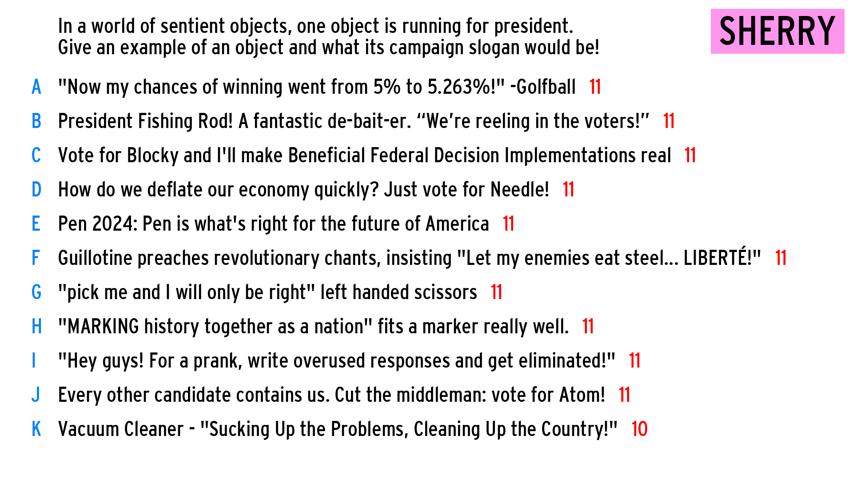 In a world of sentient objects, one object is running for president.
Give an example of an object and what its campaign slogan would be!
SHERRY
A "Now my chances of winning went from 5% to 5.263%!" -Golfball 11
B President Fishing Rod! A fantastic de-bait-er. “We’re reeling in the voters!” 11
C Vote for Blocky and I'll make Beneficial Federal Decision Implementations real 11
D How do we deflate our economy quickly? Just vote for Needle! 11
E Pen 2024: Pen is what's right for the future of America 11
F Guillotine preaches revolutionary chants, insisting "Let my enemies eat steel... LIBERTÉ!" 11
G "pick me and I will only be right" left handed scissors 11
H "MARKING history together as a nation" fits a marker really well. 11
I "Hey guys! For a prank, write overused responses and get eliminated!" 11
J Every other candidate contains us. Cut the middleman: vote for Atom! 11
K Vacuum Cleaner - "Sucking Up the Problems, Cleaning Up the Country!" 10